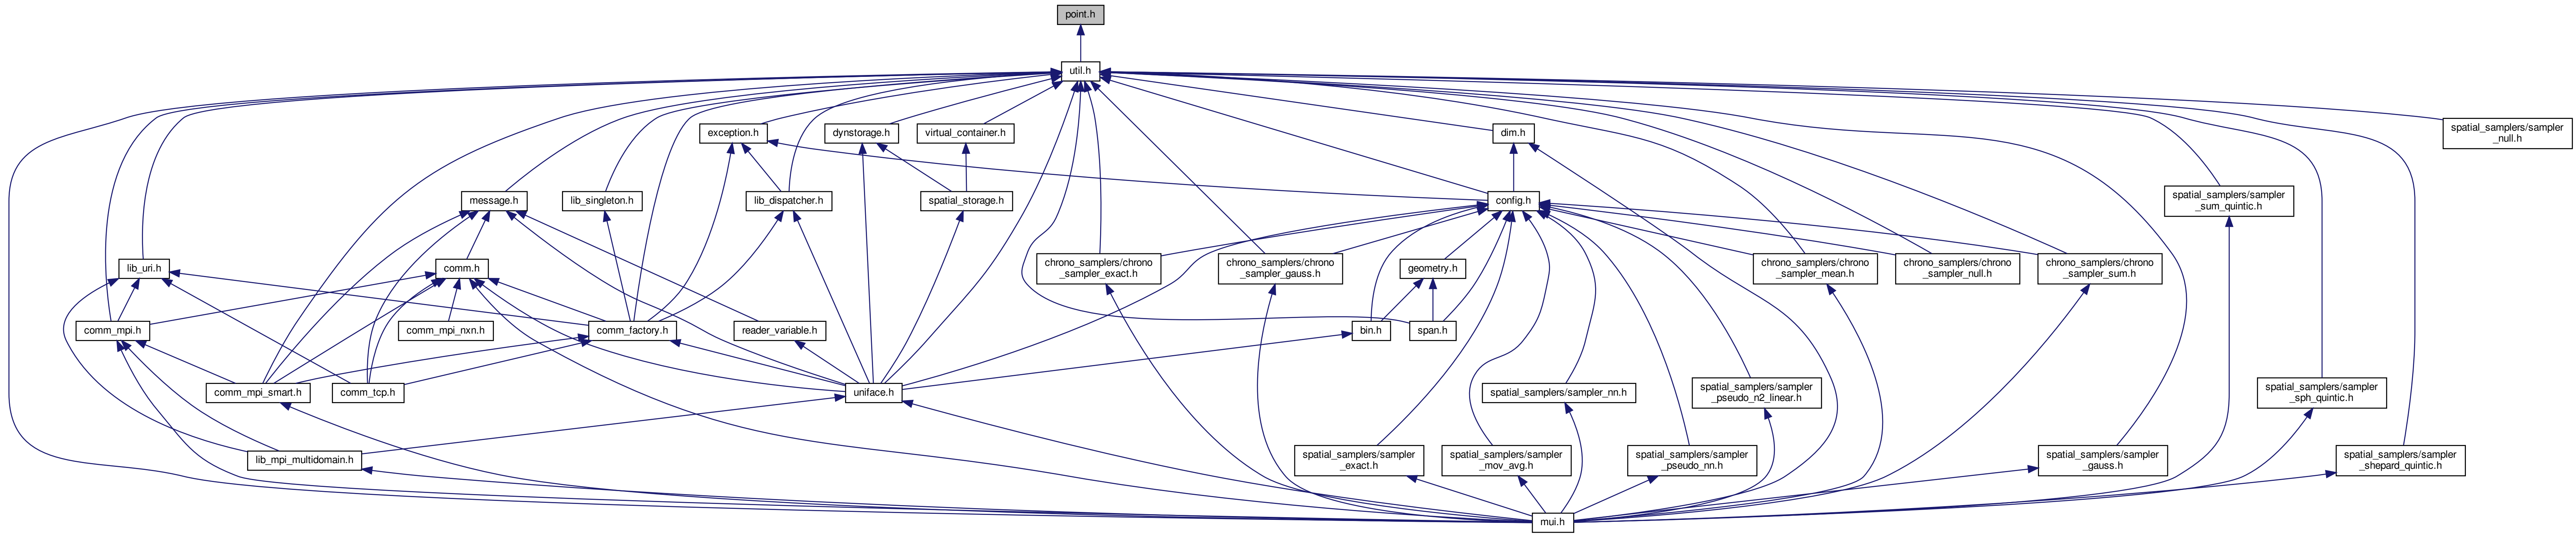 point.h
util.h
exception.h
dynstorage.h
virtual_container.h
dim.h
spatial_samplers/sampler
_null.h
message.h
lib_singleton.h
lib_dispatcher.h
spatial_storage.h
config.h
spatial_samplers/sampler
_sum_quintic.h
lib_uri.h
comm.h
chrono_samplers/chrono
_sampler_exact.h
chrono_samplers/chrono
_sampler_gauss.h
geometry.h
chrono_samplers/chrono
_sampler_mean.h
chrono_samplers/chrono
_sampler_null.h
chrono_samplers/chrono
_sampler_sum.h
comm_mpi.h
comm_mpi_nxn.h
comm_factory.h
reader_variable.h
bin.h
span.h
comm_mpi_smart.h
comm_tcp.h
uniface.h
spatial_samplers/sampler_nn.h
spatial_samplers/sampler
_pseudo_n2_linear.h
spatial_samplers/sampler
_sph_quintic.h
lib_mpi_multidomain.h
spatial_samplers/sampler
_exact.h
spatial_samplers/sampler
_mov_avg.h
spatial_samplers/sampler
_pseudo_nn.h
spatial_samplers/sampler
_gauss.h
spatial_samplers/sampler
_shepard_quintic.h
mui.h